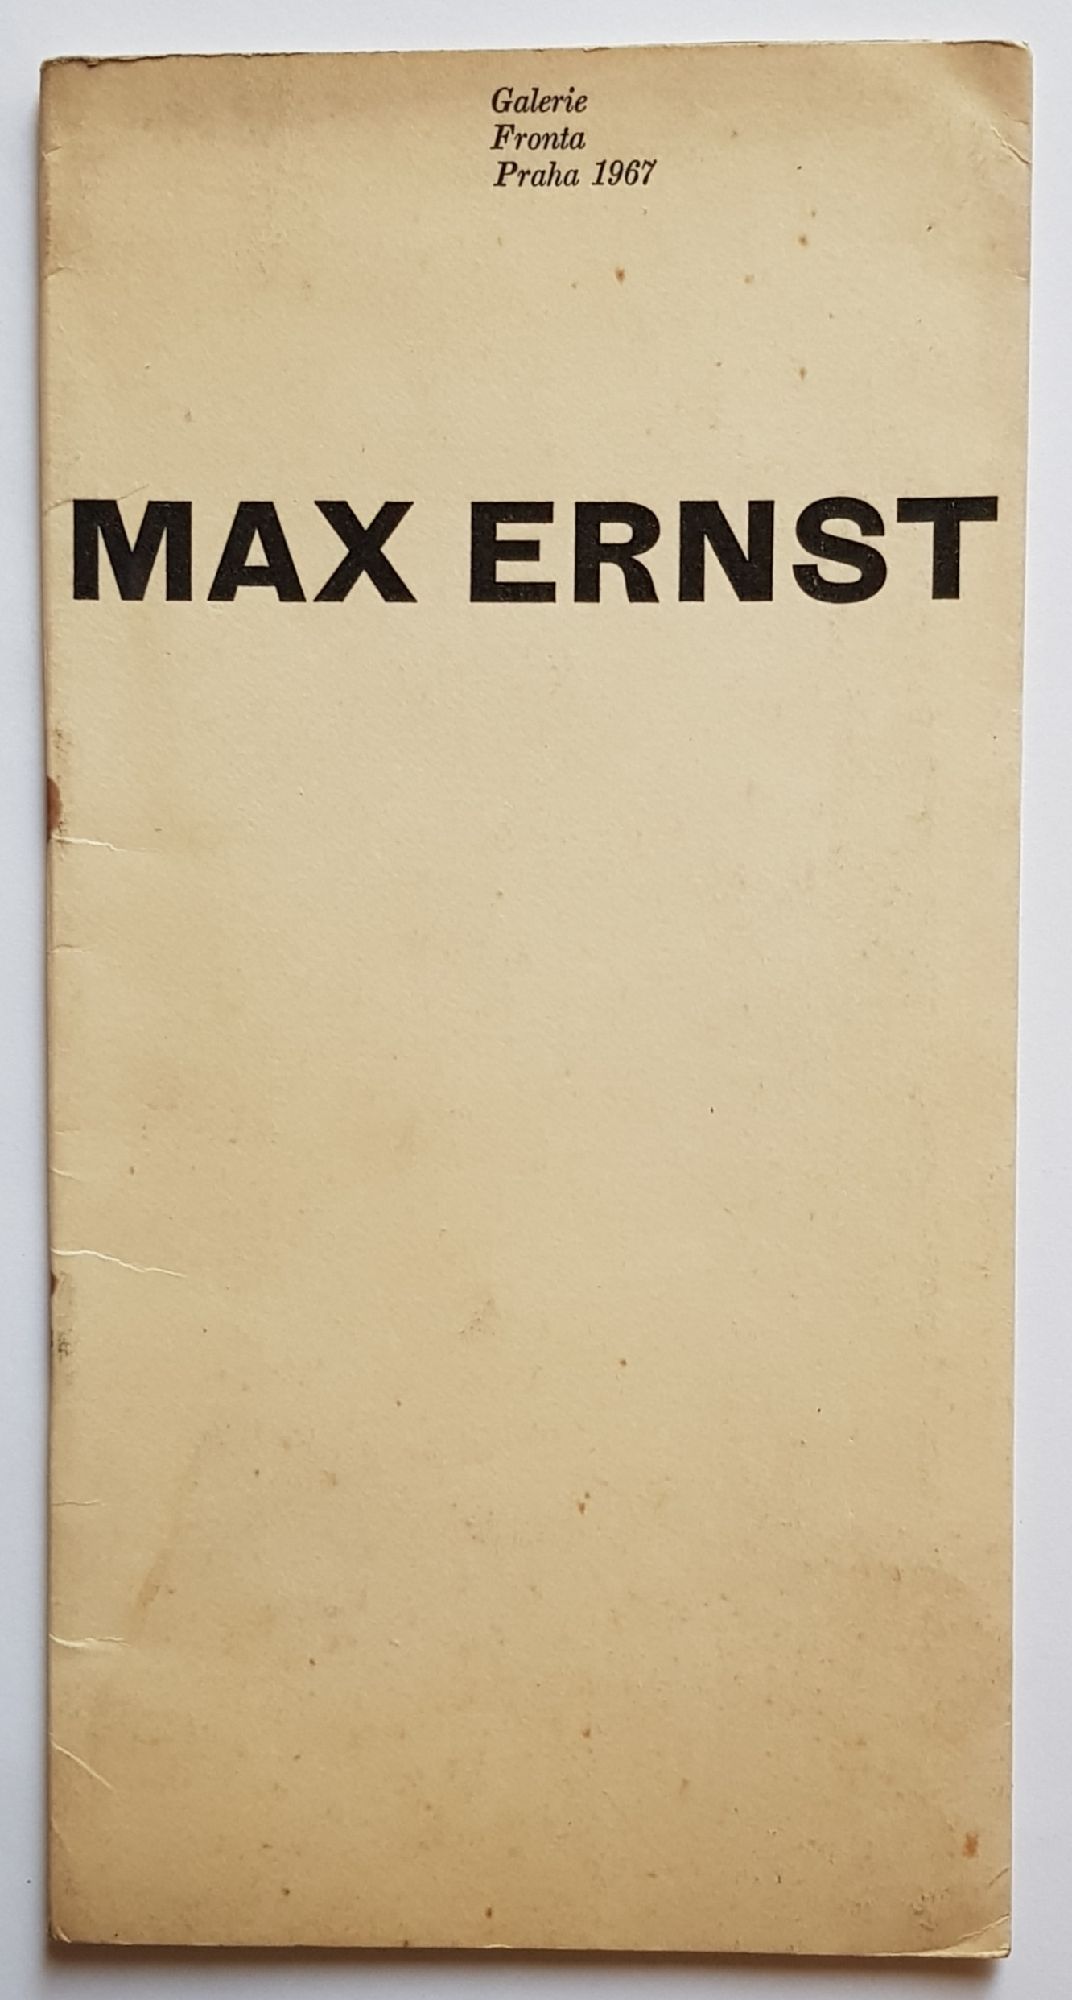 Galerie
Fronta
Praha 1967
MAX ERNST